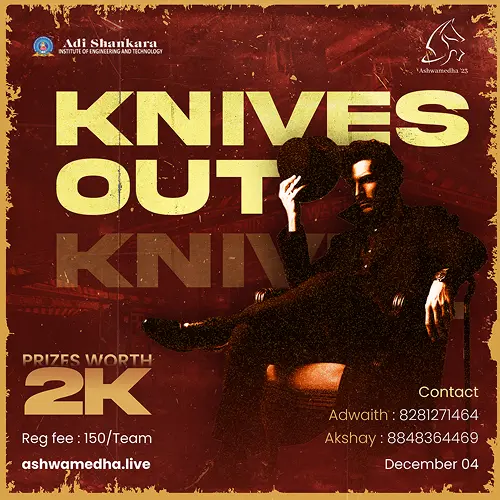 Adi Shankara
INSTITUTE OF ENGINEERING AND TECHNOLOGY
Ashwamedha '23
KNIVES
OUT
KNIV
PRIZES WORTH
2K
Reg fee : 150/Team
ashwamedha.live
Contact
Adwaith : 8281271464
Akshay : 8848364469
December 04